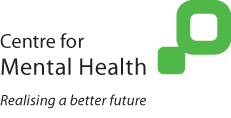 Centre for
Mental Health
Realising a better future